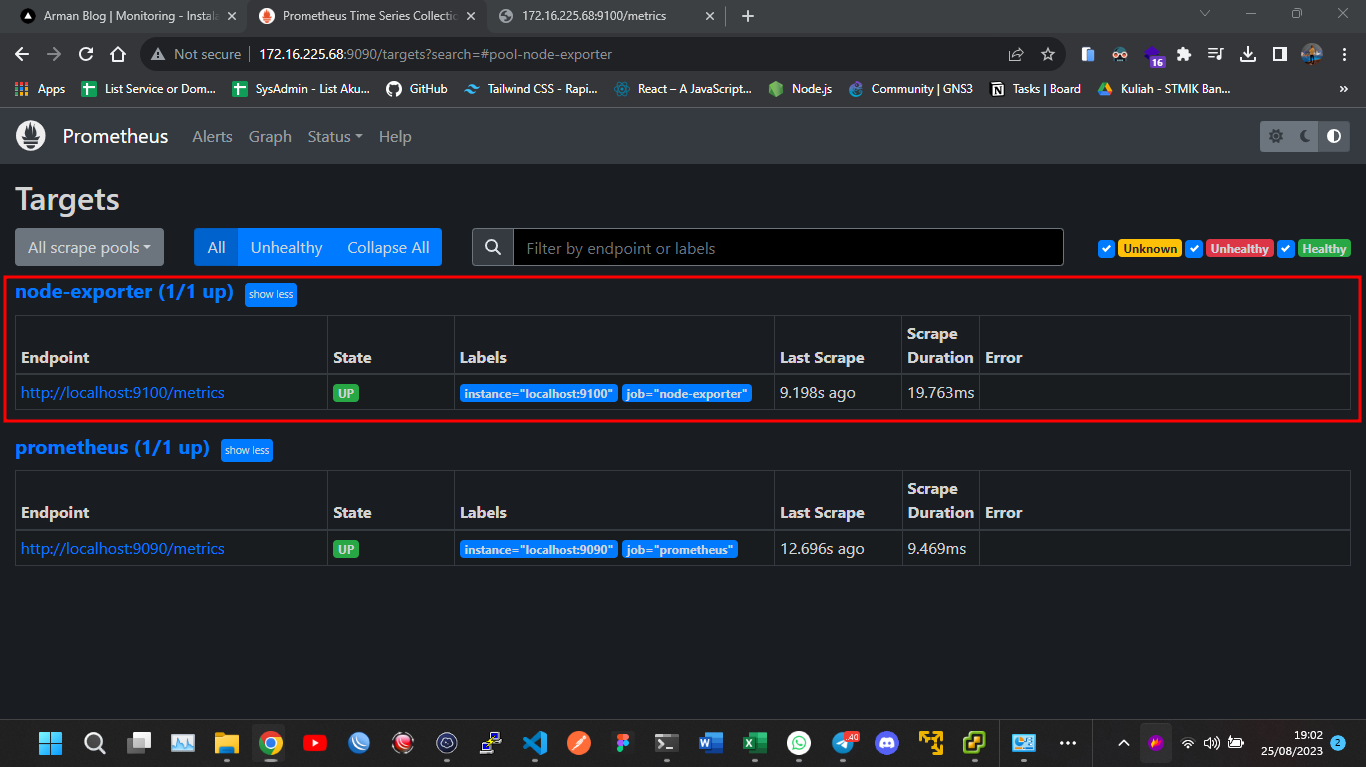 Arman Blog | Monitoring - Instala
Prometheus Time Series Collectio
172.16.225.68:9100/metrics
Not secure
172.16.225.68:9090/targets?search=#pool-node-exporter
16
Apps
List Service or Dom...
SysAdmin - List Aku...
GitHub
Tailwind CSS - Rapi...
React – A JavaScript...
Node.js
Community | GNS3
Tasks | Board
Kuliah - STMIK Ban...
»
Prometheus
Alerts
Graph
Status
Help
Targets
All scrape pools
All
Unhealthy
Collapse All
Filter by endpoint or labels
Unknown
Unhealthy
Healthy
node-exporter (1/1 up)
show less
Endpoint
State
Labels
Last Scrape
Scrape
Duration
Error
http://localhost:9100/metrics
UP
instance="localhost:9100"
job="node-exporter"
9.198s ago
19.763ms
prometheus (1/1 up)
show less
Endpoint
State
Labels
Last Scrape
Scrape
Duration
Error
http://localhost:9090/metrics
UP
instance="localhost:9090"
job="prometheus"
12.696s ago
9.469ms
40
19:02
25/08/2023
2